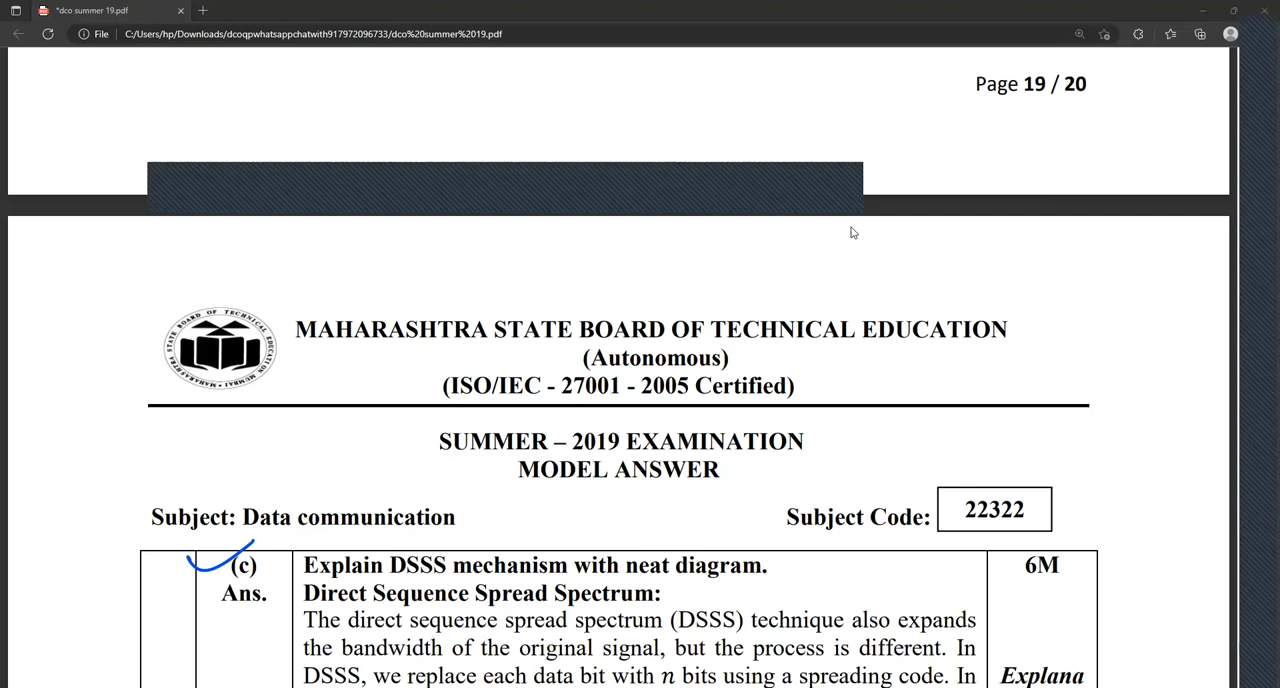 *dco summer 19.pdf
File C:/Users/hp/Downloads/dcoqpwhatsappchatwith917972096733/dco%20summer%2019.pdf
Page 19 / 20
MAHARASHTRA STATE BOARD OF TECHNICAL EDUCATION
(Autonomous)
(ISO/IEC - 27001 - 2005 Certified)
SUMMER – 2019 EXAMINATION
MODEL ANSWER
Subject: Data communication Subject Code: 22322
(c) Explain DSSS mechanism with neat diagram. 6M
Ans. Direct Sequence Spread Spectrum:
The direct sequence spread spectrum (DSSS) technique also expands
the bandwidth of the original signal, but the process is different. In
DSSS, we replace each data bit with n bits using a spreading code. In Explana